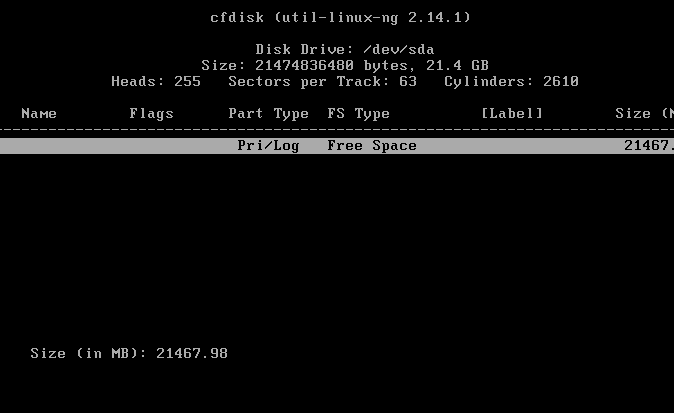 cfdisk (util-linux-ng 2.14.1)
Disk Drive: /dev/sda
Size: 21474836480 bytes, 21.4 GB
Heads: 255 Sectors per Track: 63 Cylinders: 2610
Name Flags Part Type FS Type [Label] Size (M
Pri/Log Free Space 21467.
Size (in MB): 21467.98